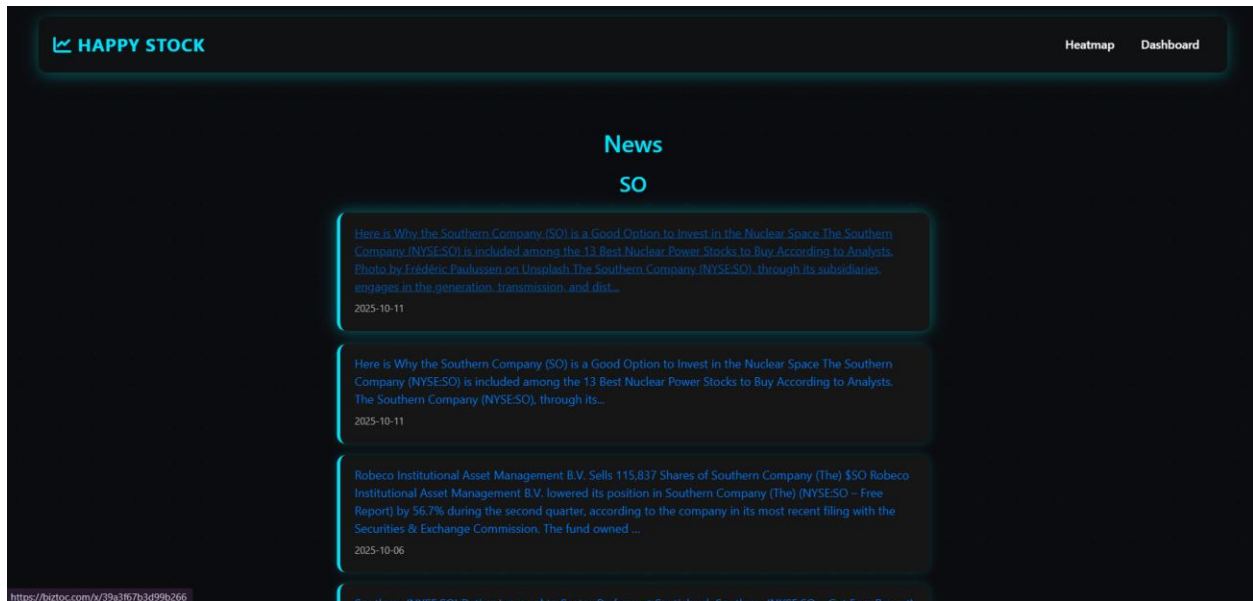 HAPPY STOCK
Heatmap Dashboard
News
SO
Here is Why the Southern Company (SO) is a Good Option to Invest in the Nuclear Space The Southern
Company (NYSE:SO) is included among the 13 Best Nuclear Power Stocks to Buy According to Analysts.
Photo by Frédéric Paulussen on Unsplash The Southern Company (NYSE:SO), through its subsidiaries,
engages in the generation, transmission, and dist...
2025-10-11
Here is Why the Southern Company (SO) is a Good Option to Invest in the Nuclear Space The Southern
Company (NYSE:SO) is included among the 13 Best Nuclear Power Stocks to Buy According to Analysts.
The Southern Company (NYSE:SO), through its...
2025-10-11
Robeco Institutional Asset Management B.V. Sells 115,837 Shares of Southern Company (The) $SO Robeco
Institutional Asset Management B.V. lowered its position in Southern Company (The) (NYSE:SO – Free
Report) by 56.7% during the second quarter, according to the company in its most recent filing with the
Securities & Exchange Commission. The fund owned ...
2025-10-06
https://biztoc.com/x/39a3f67b3d99b266